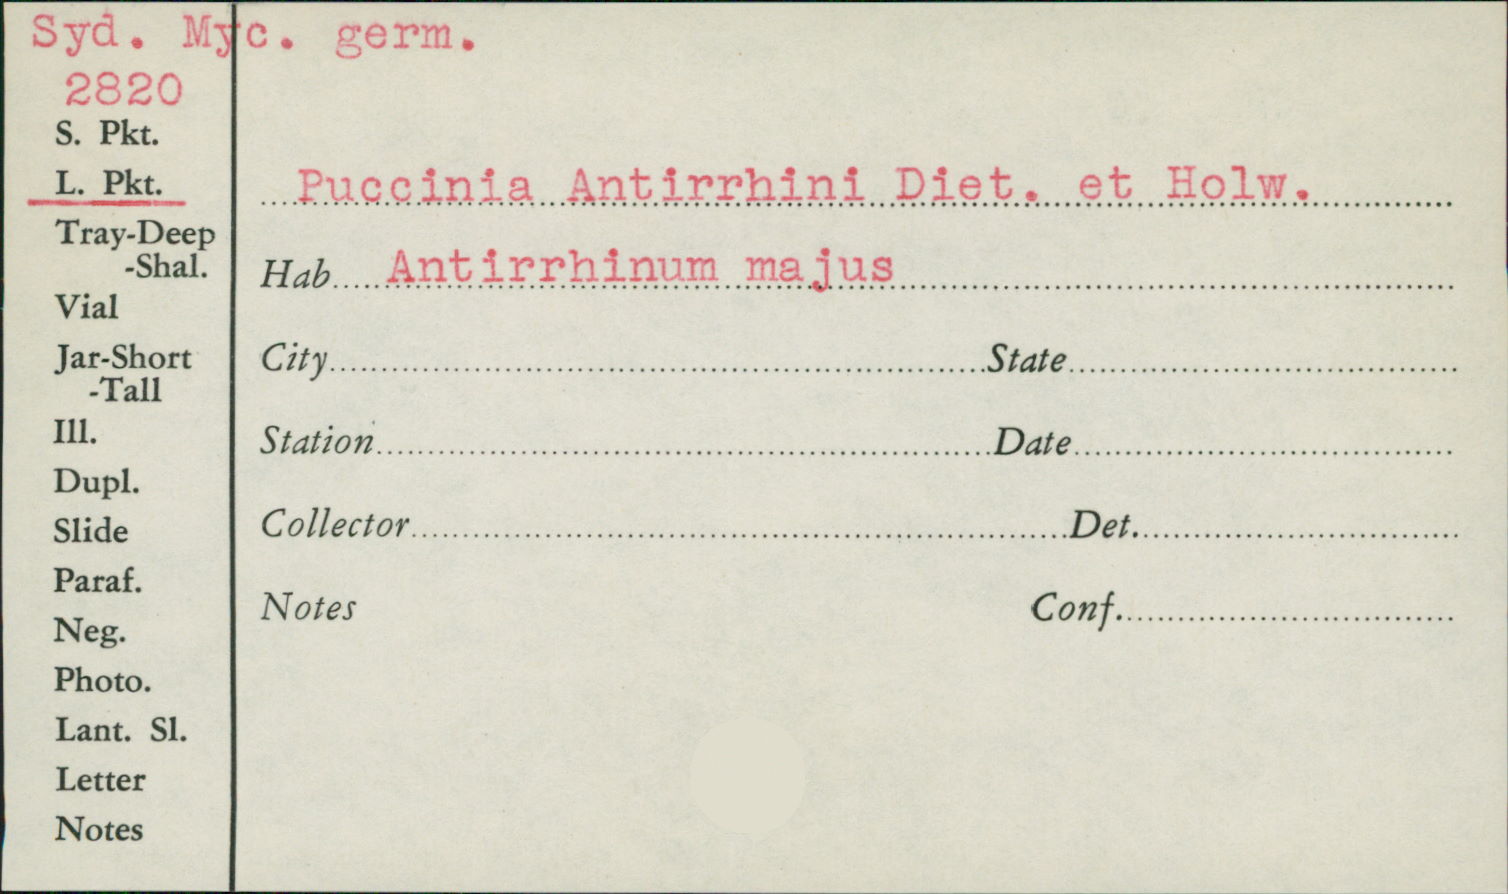 Syd. Myc. germ.
2820
S. Pkt.
L. Pkt.
Tray-Deep
-Shal.
Vial
Jar-Short
-Tall
Ill.
Dupl.
Slide
Paraf.
Neg.
Photo.
Lant. Sl.
Letter
Notes
Puccinia Antirrhini Diet. et Holw.
Hab. Antirrhinum majus
City State
Station Date
Collector Det.
Notes Conf.